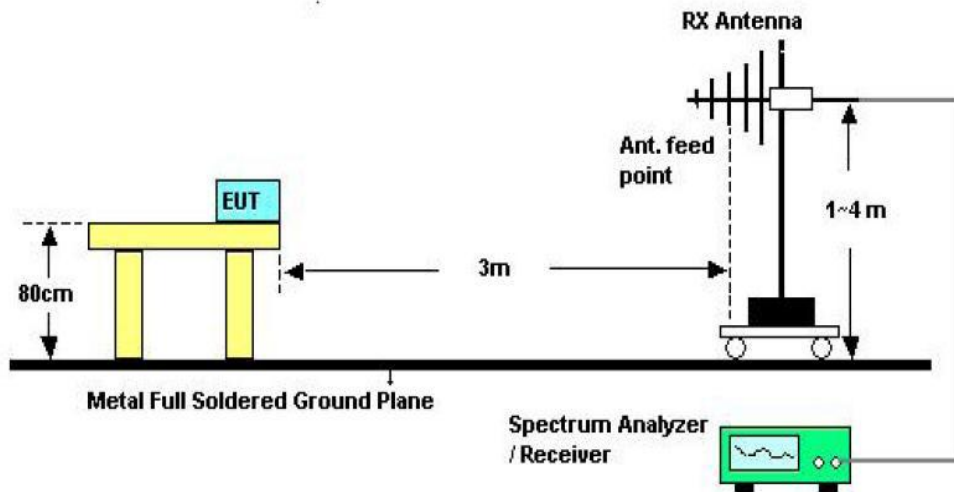 RX Antenna
Ant. feed
point
EUT
1~4 m
3m
80cm
Metal Full Soldered Ground Plane
Spectrum Analyzer
/ Receiver